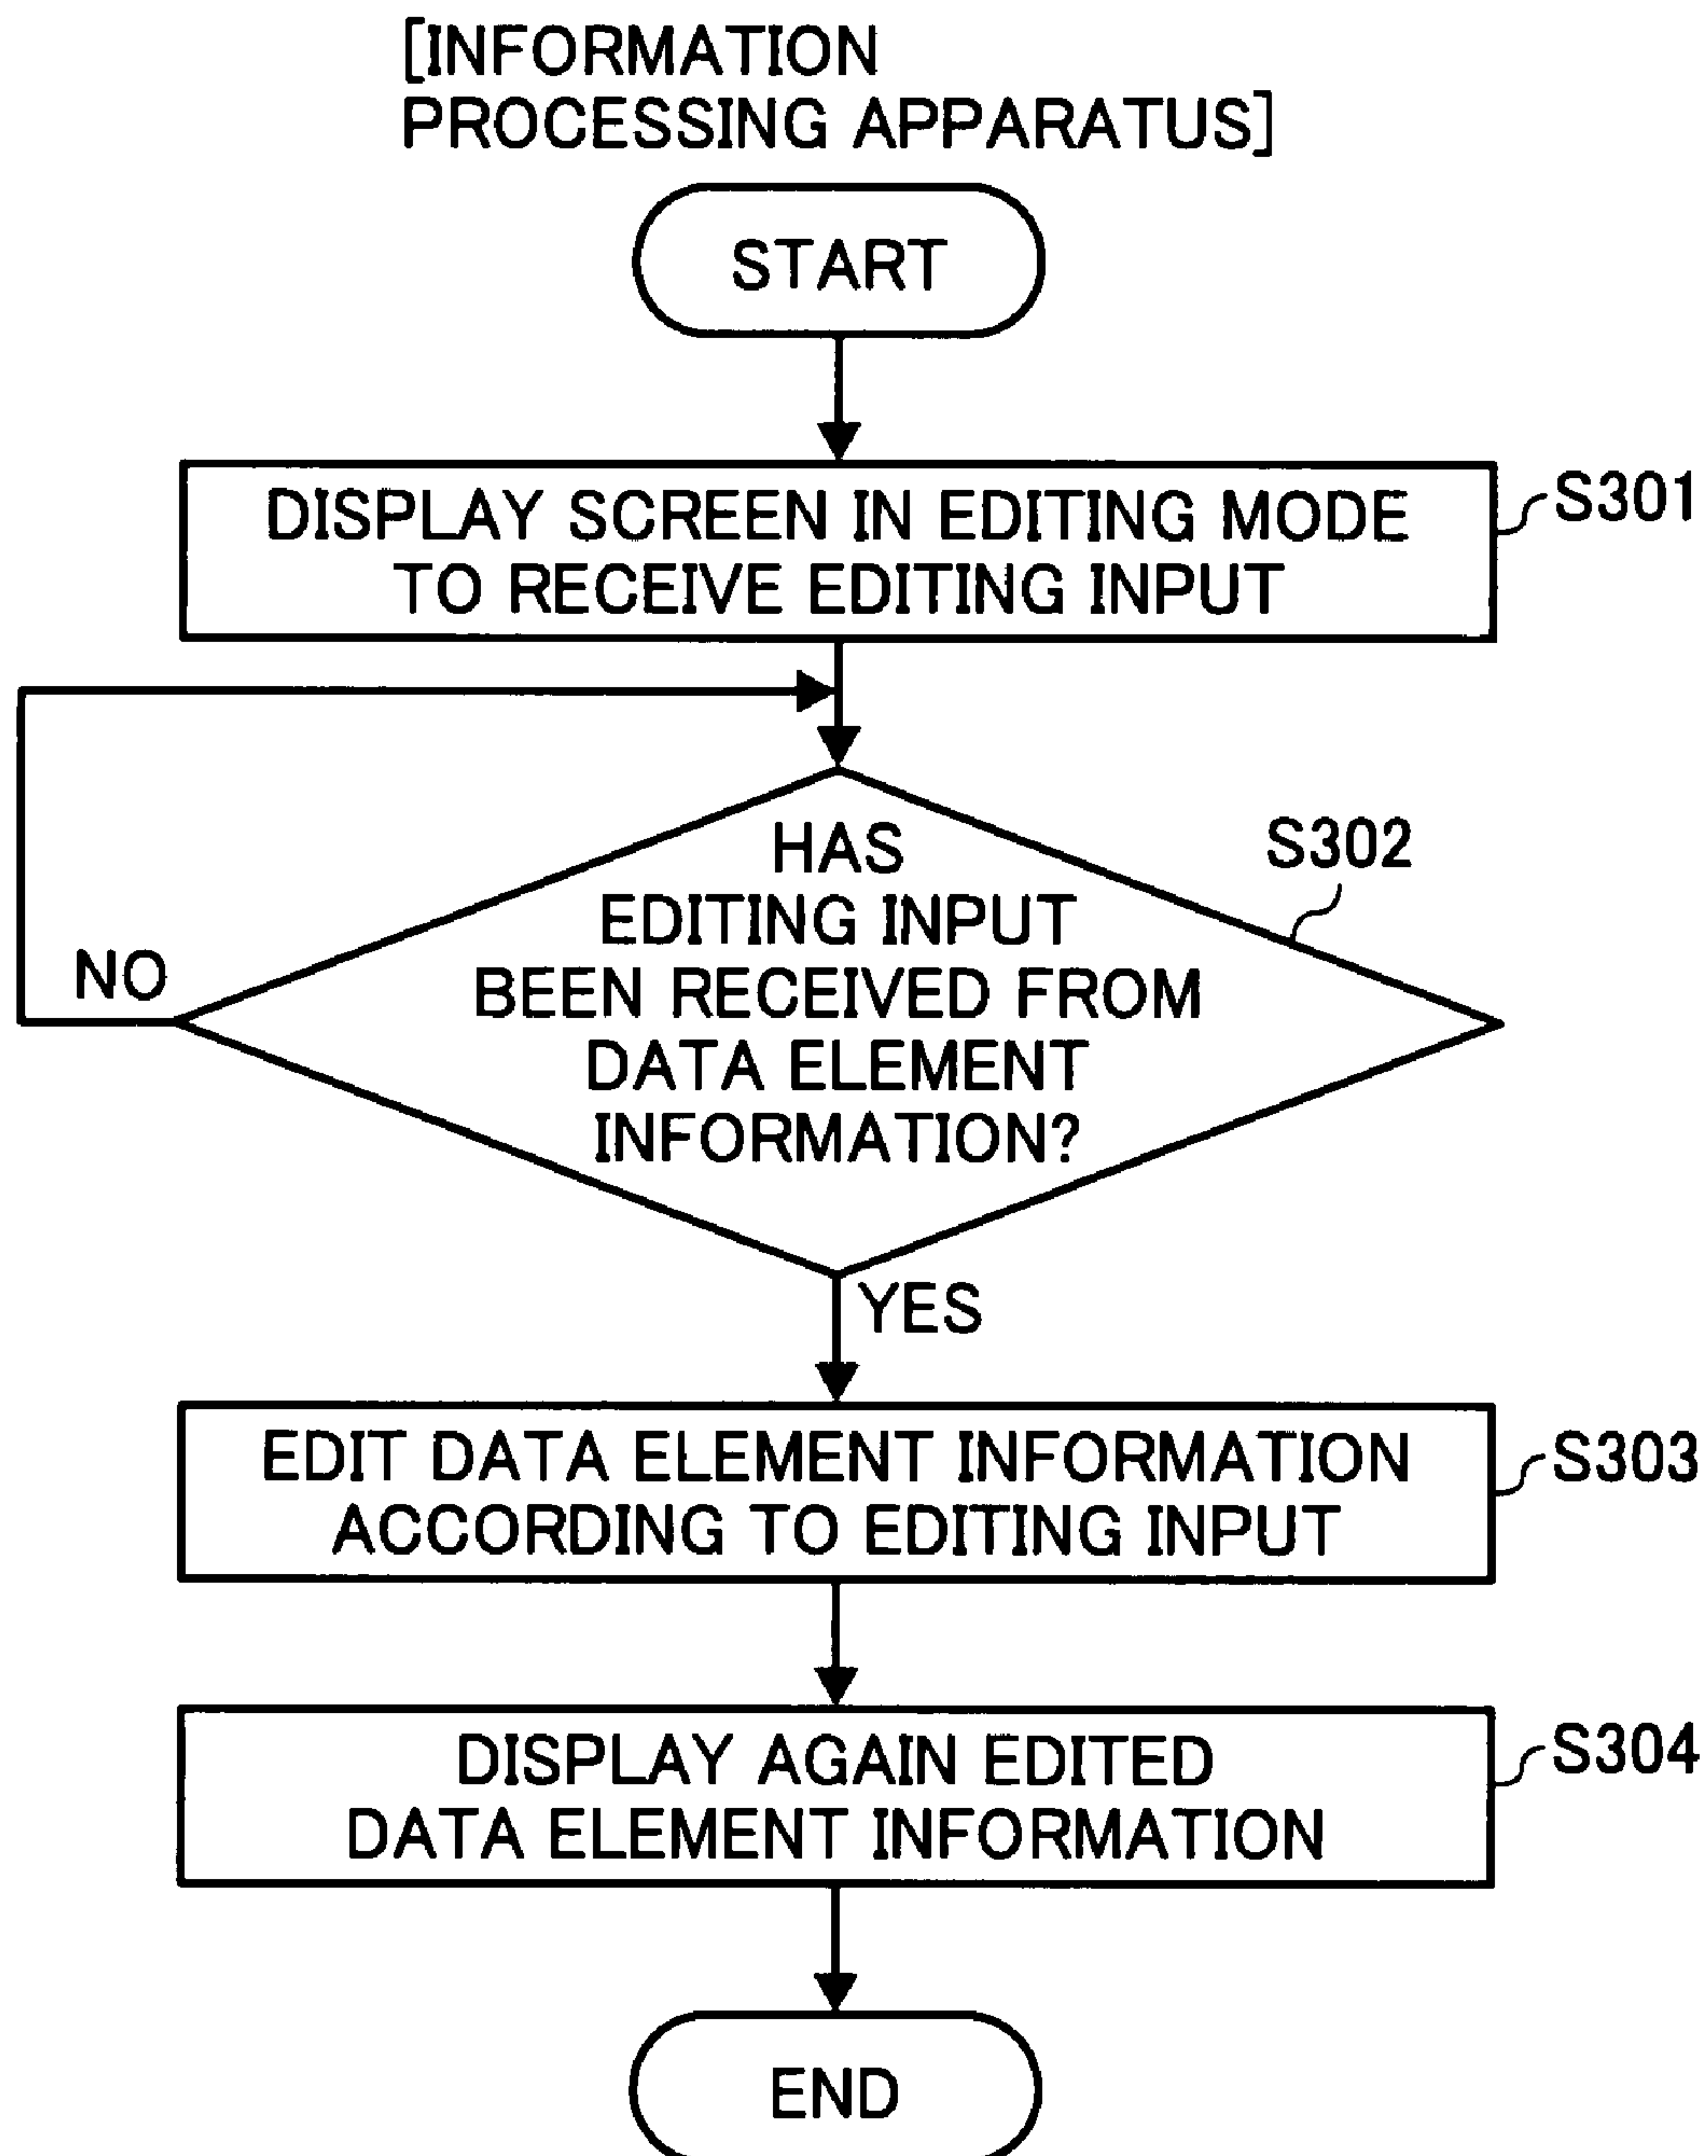 [INFORMATION
PROCESSING APPARATUS]
START
DISPLAY SCREEN IN EDITING MODE
TO RECEIVE EDITING INPUT
S301
HAS
EDITING INPUT
BEEN RECEIVED FROM
DATA ELEMENT
INFORMATION?
S302
NO
YES
EDIT DATA ELEMENT INFORMATION
ACCORDING TO EDITING INPUT
S303
DISPLAY AGAIN EDITED
DATA ELEMENT INFORMATION
S304
END